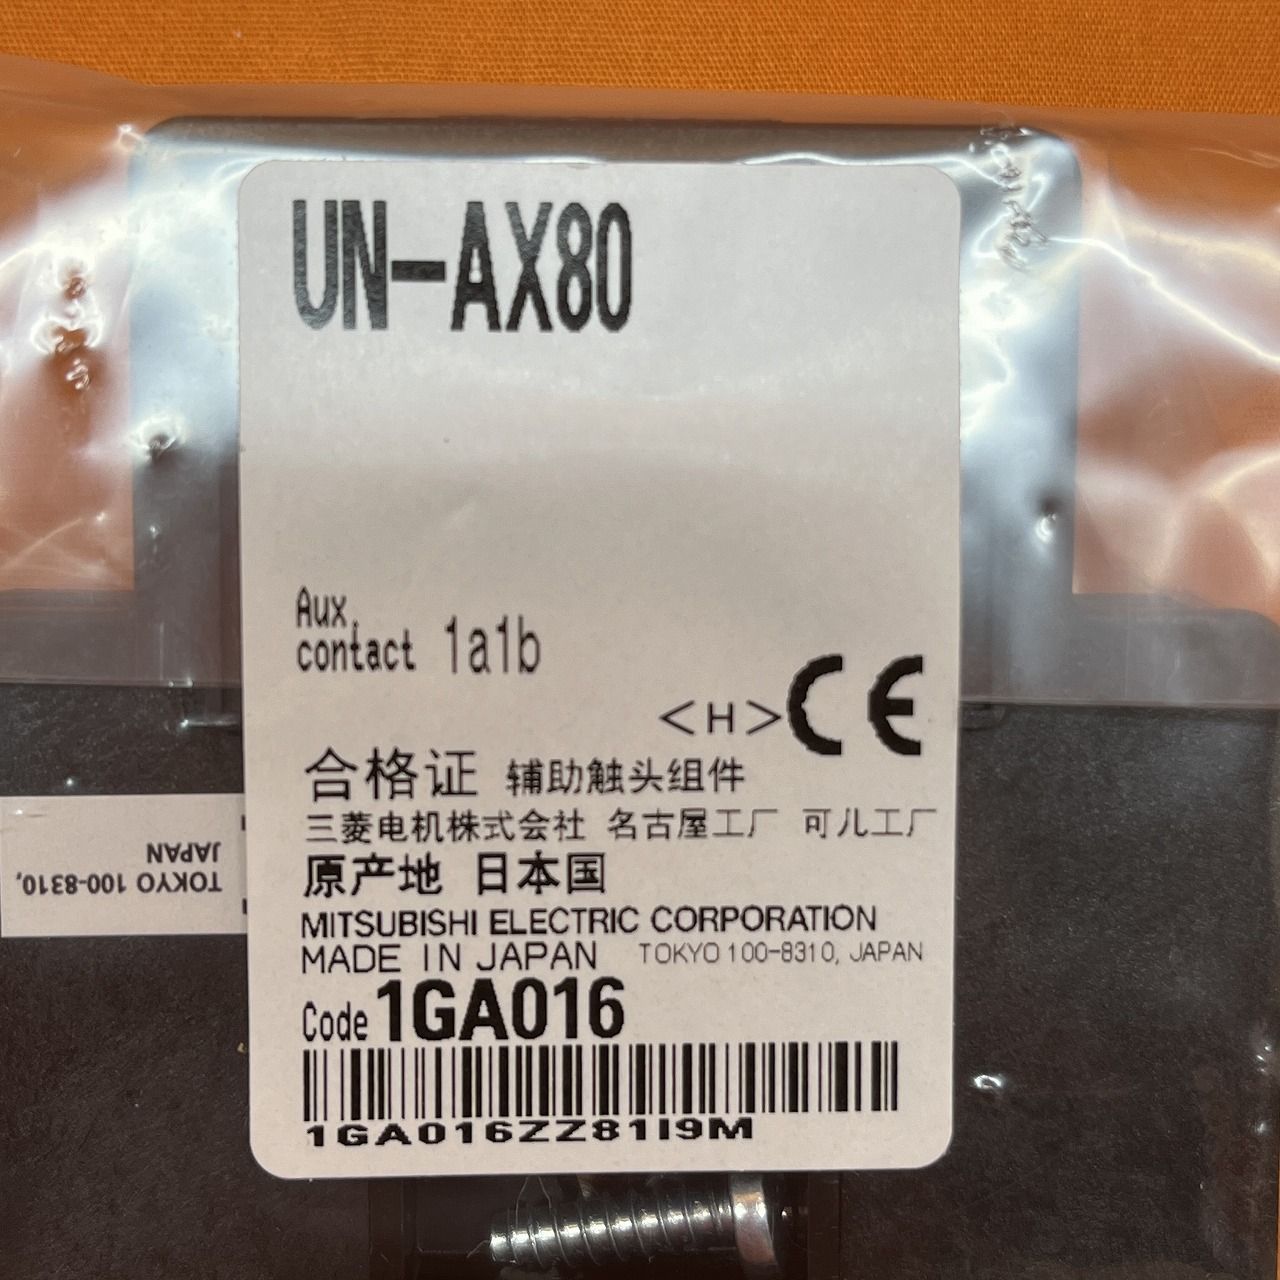 UN-AX80
Aux.
contact 1a1b
<H> CE
合格证 辅助触头组件
三菱电机株式会社 名古屋工厂 可儿工厂
原产地 日本国
MITSUBISHI ELECTRIC CORPORATION
MADE IN JAPAN TOKYO 100-8310, JAPAN
Code 1GA016
1GA016ZZ81I9M
TOKYO 100-8310,
JAPAN